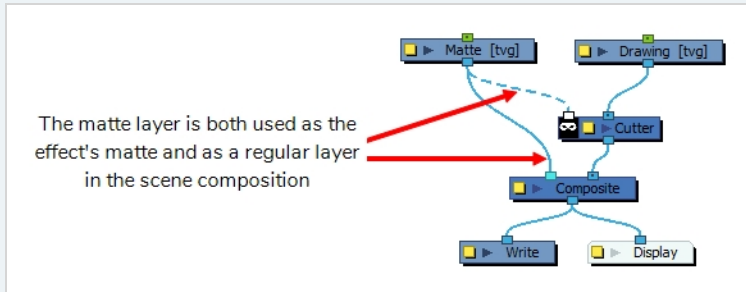 Matte [tvg]
Drawing [tvg]
The matte layer is both used as the
effect's matte and as a regular layer
in the scene composition
Cutter
Composite
Write
Display